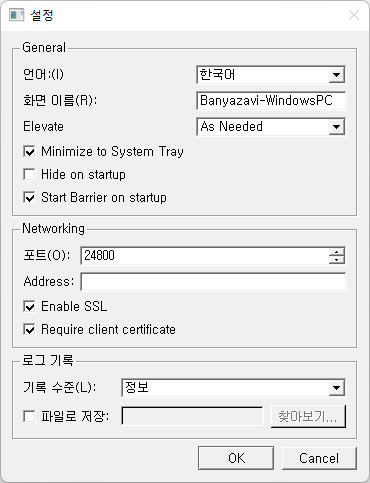 설정
General
언어:(I)
한국어
화면 이름(R):
Banyazavi-WindowsPC
Elevate
As Needed
Minimize to System Tray
Hide on startup
Start Barrier on startup
Networking
포트(O):
24800
Address:
Enable SSL
Require client certificate
로그 기록
기록 수준(L):
정보
파일로 저장:
찾아보기...
OK
Cancel